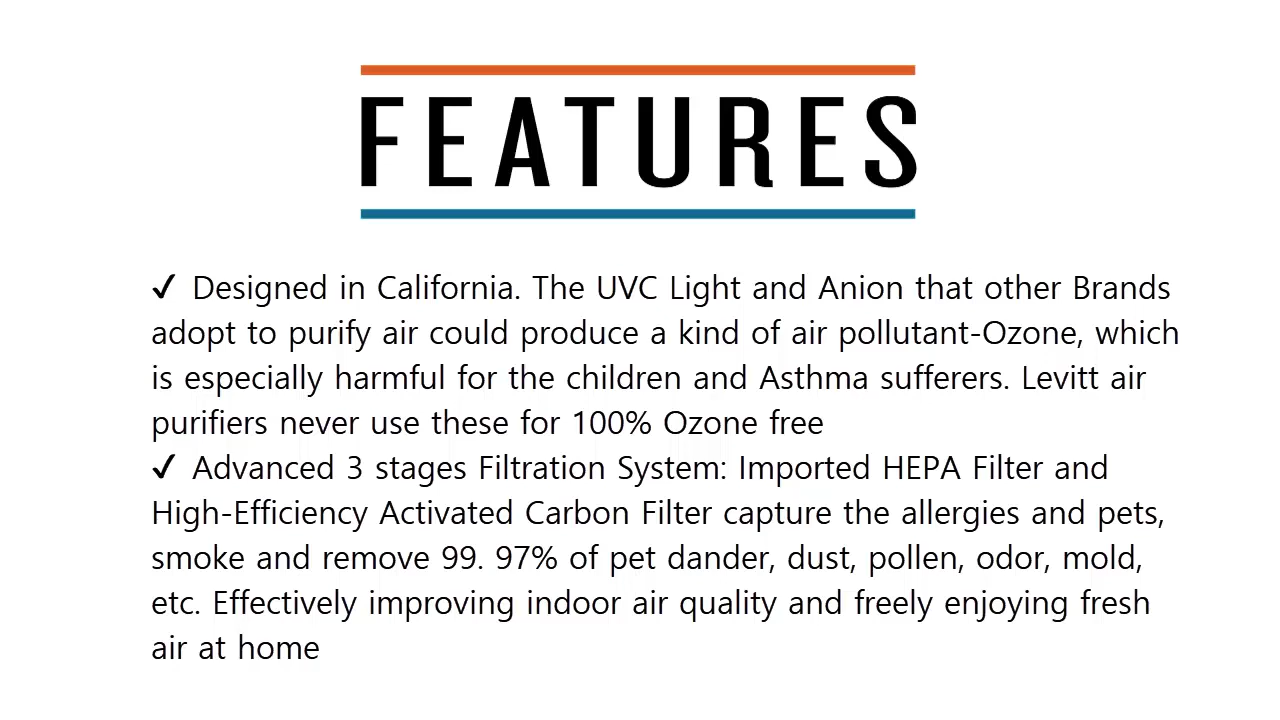 FEATURES
✔ Designed in California. The UVC Light and Anion that other Brands
adopt to purify air could produce a kind of air pollutant-Ozone, which
is especially harmful for the children and Asthma sufferers. Levitt air
purifiers never use these for 100% Ozone free
✔ Advanced 3 stages Filtration System: Imported HEPA Filter and
High-Efficiency Activated Carbon Filter capture the allergies and pets,
smoke and remove 99. 97% of pet dander, dust, pollen, odor, mold,
etc. Effectively improving indoor air quality and freely enjoying fresh
air at home